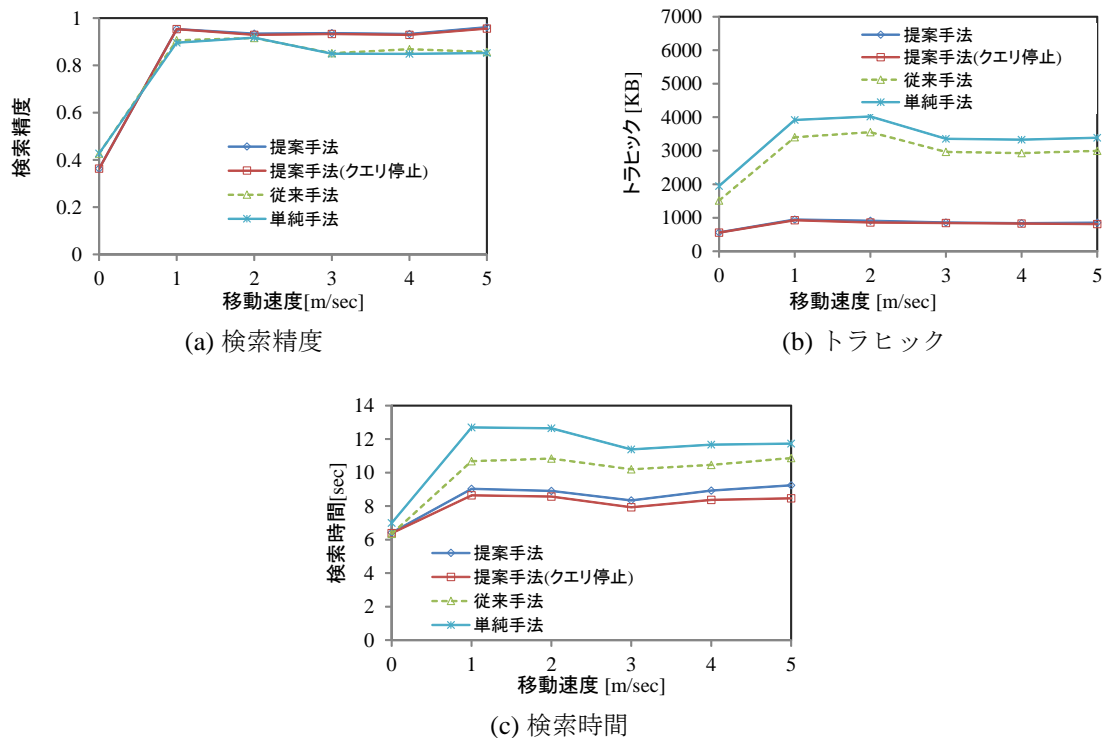 1
0.8
0.6
0.4
0.2
0
検索精度
提案手法
提案手法(クエリ停止)
従来手法
単純手法
0 1 2 3 4 5
移動速度[m/sec]
(a) 検索精度
7000
6000
5000
4000
3000
2000
1000
0
トラヒック [KB]
提案手法
提案手法(クエリ停止)
従来手法
単純手法
0 1 2 3 4 5
移動速度 [m/sec]
(b) トラヒック
14
12
10
8
6
4
2
0
検索時間[sec]
提案手法
提案手法(クエリ停止)
従来手法
単純手法
0 1 2 3 4 5
移動速度 [m/sec]
(c) 検索時間